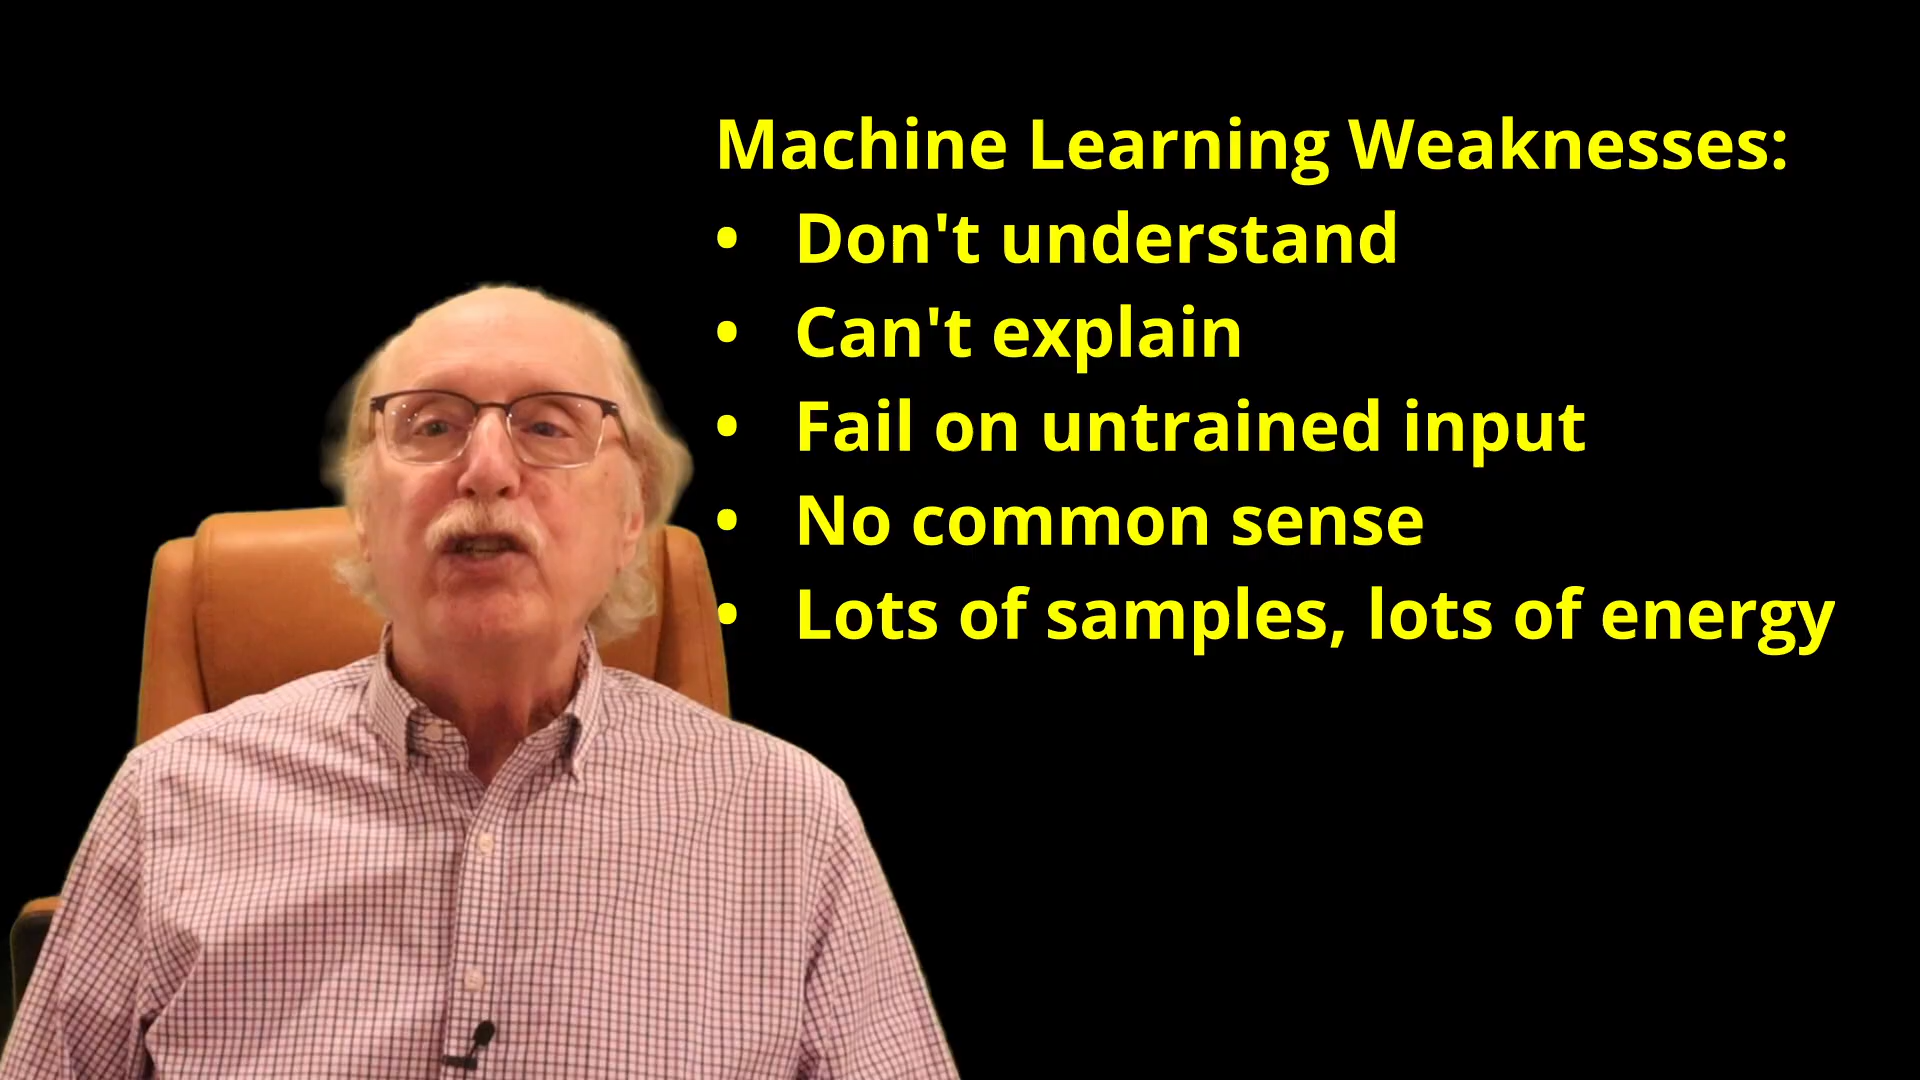 Machine Learning Weaknesses:
• Don't understand
• Can't explain
• Fail on untrained input
• No common sense
• Lots of samples, lots of energy